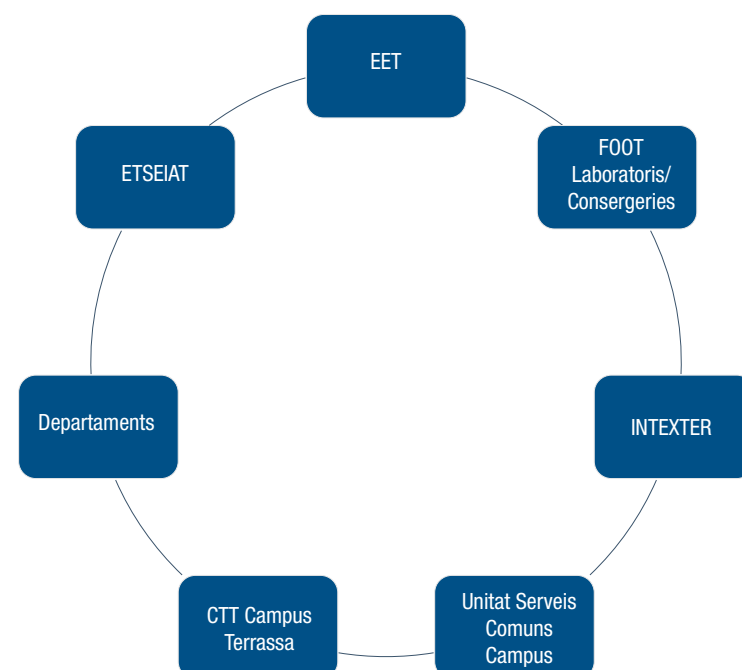 EET
FOOT
Laboratoris/
Consergeries
ETSEIAT
Departaments
INTEXTER
CTT Campus
Terrassa
Unitat Serveis
Comuns
Campus